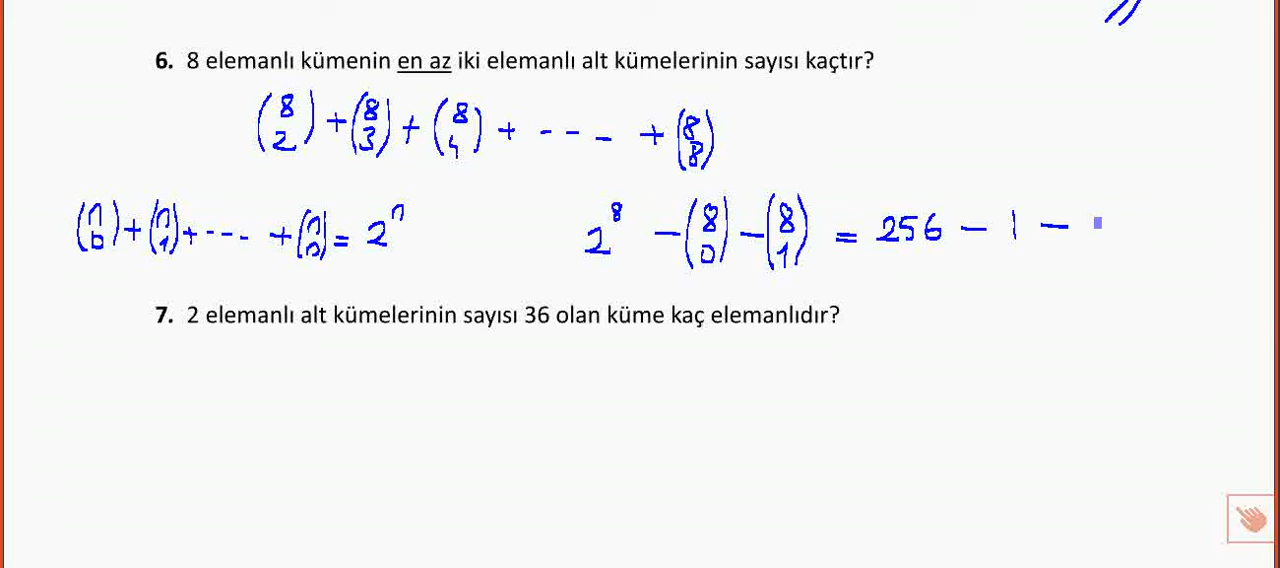 6. 8 elemanlı kümenin en az iki elemanlı alt kümelerinin sayısı kaçtır?
(8 2) + (8 3) + (8 4) + - - - + (8 8)
(n 0) + (n 1) + - - - + (n n) = 2^n 2^8 - (8 0) - (8 1) = 256 - 1 -
7. 2 elemanlı alt kümelerinin sayısı 36 olan küme kaç elemanlıdır?